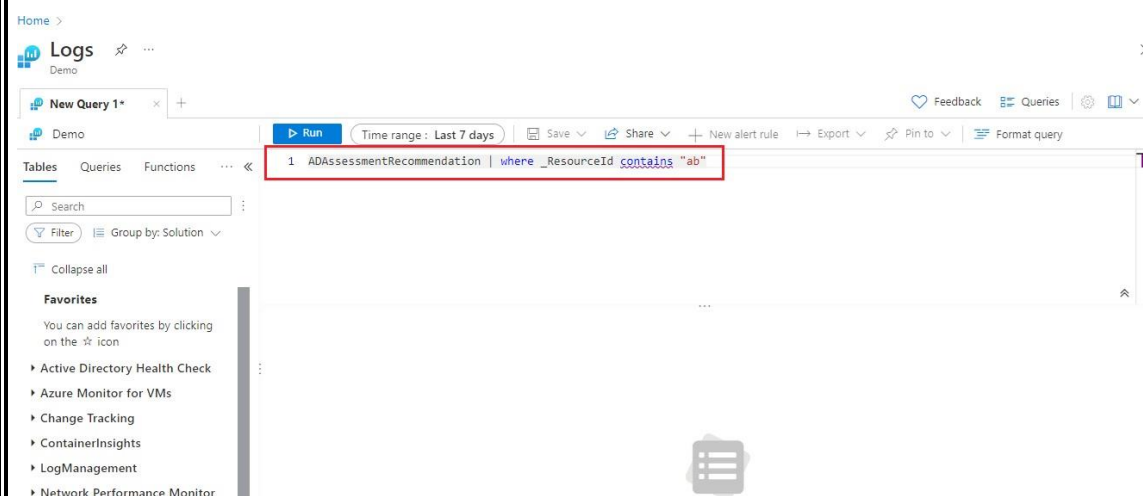 Home >
Logs ...
Demo
New Query 1* × +
Feedback Queries
Demo
Run Time range : Last 7 days Save Share + New alert rule Export Pin to Format query
Tables Queries Functions ... «
1 ADAssessmentRecommendation | where _ResourceId contains "ab"
Search
Filter Group by: Solution
Collapse all
Favorites
You can add favorites by clicking
on the ☆ icon
Active Directory Health Check
Azure Monitor for VMs
Change Tracking
ContainerInsights
LogManagement
Network Performance Monitor